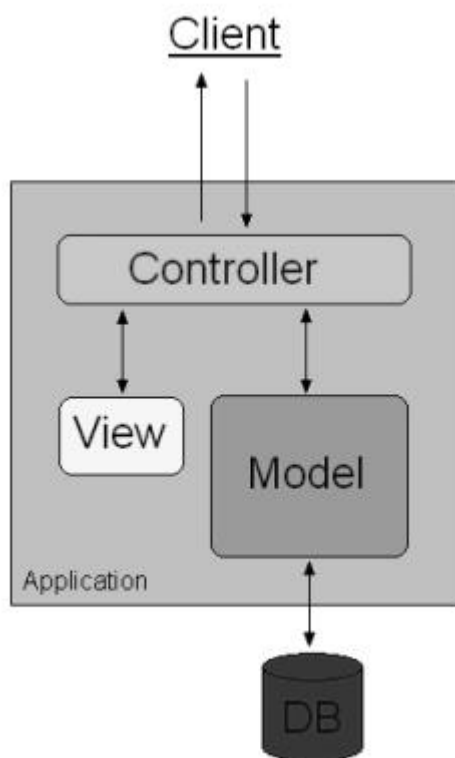 Client
Controller
View
Model
Application
DB